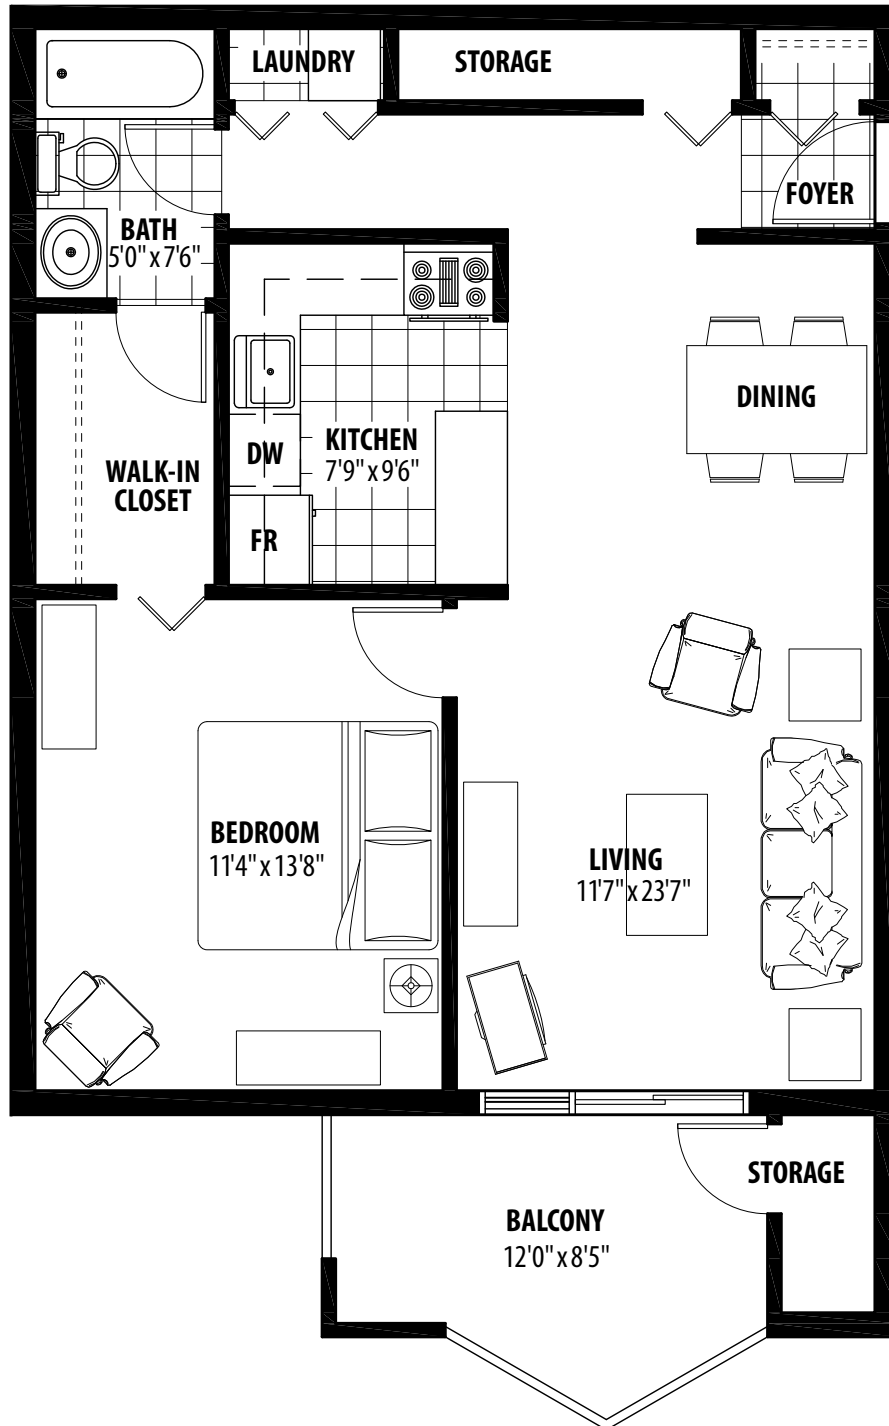 LAUNDRY
STORAGE
FOYER
BATH
5'0" x 7'6"
DINING
KITCHEN
7'9" x 9'6"
DW
WALK-IN
CLOSET
FR
BEDROOM
11'4" x 13'8"
LIVING
11'7" x 23'7"
STORAGE
BALCONY
12'0" x 8'5"